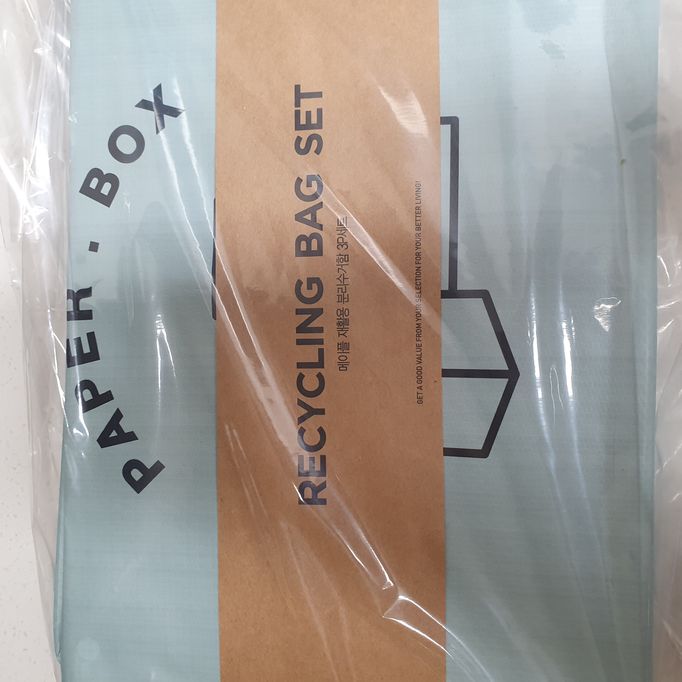 PAPER . BOX
RECYCLING BAG SET
메이플 재활용 분리수거함 3P세트
GET A GOOD VALUE FROM YOUR SELECTION FOR YOUR BETTER LIVING!